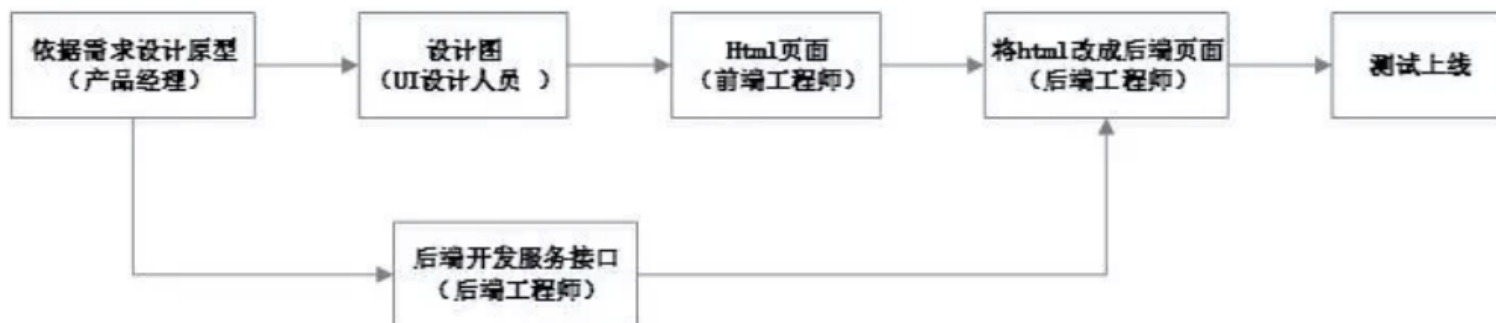 依据需求设计原型
（产品经理）
设计图
（UI设计人员 ）
Html页面
（前端工程师）
将html改成后端页面
（后端工程师）
测试上线
后端开发服务接口
（后端工程师）